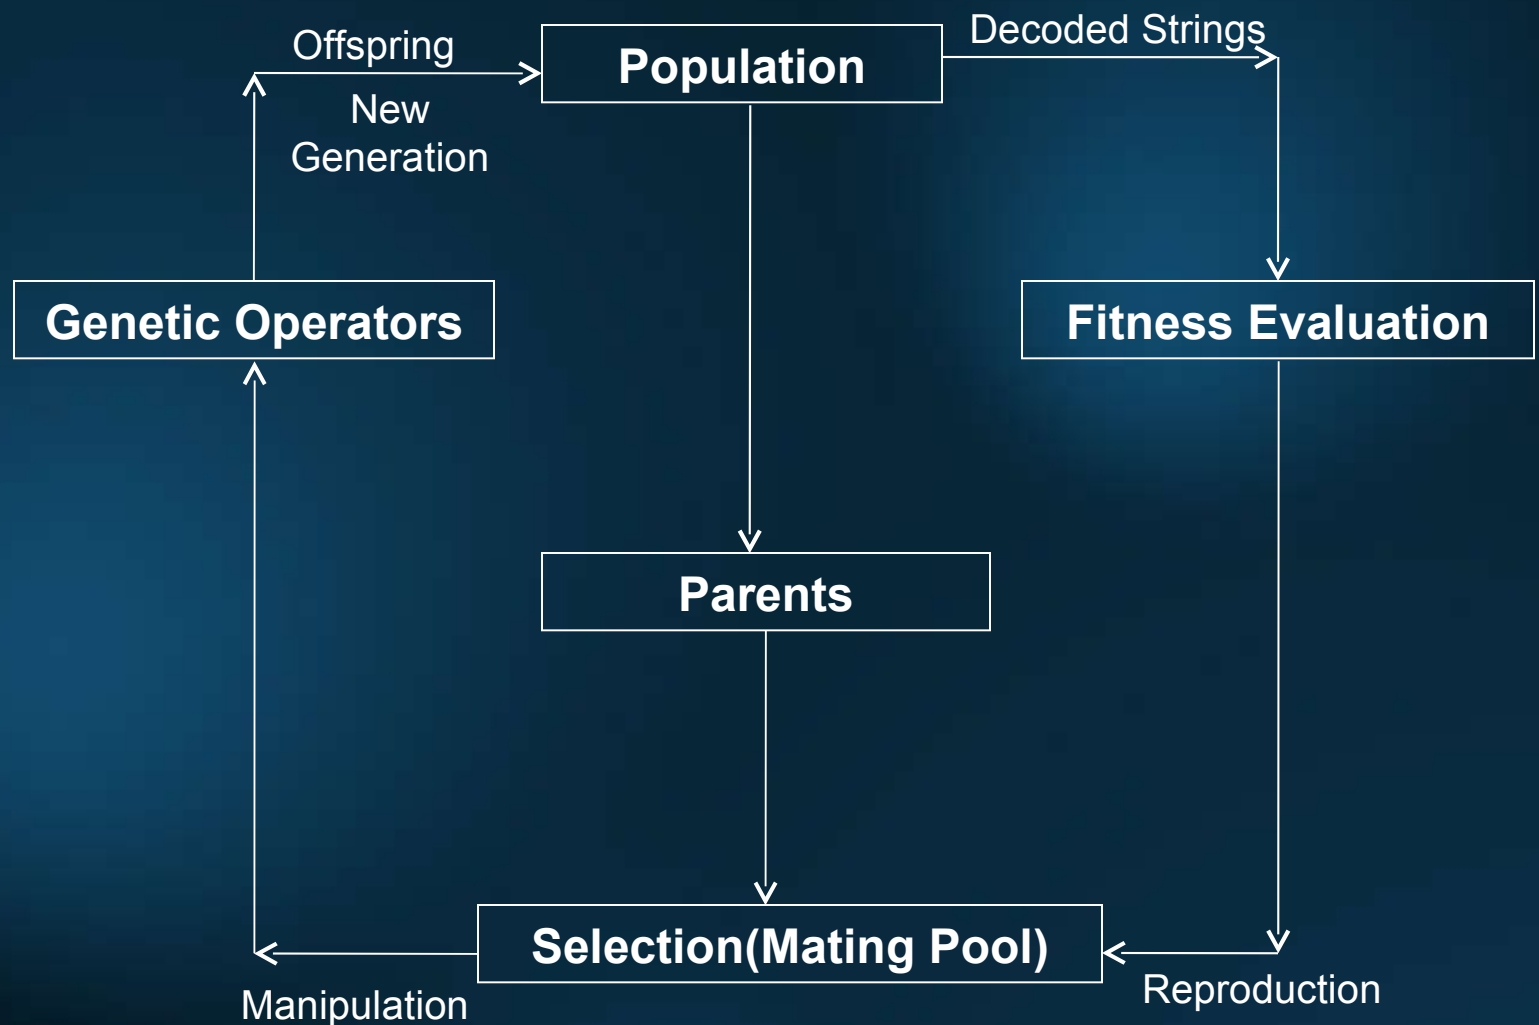 Offspring
Population
Decoded Strings
New
Generation
Genetic Operators
Fitness Evaluation
Parents
Selection(Mating Pool)
Reproduction
Manipulation